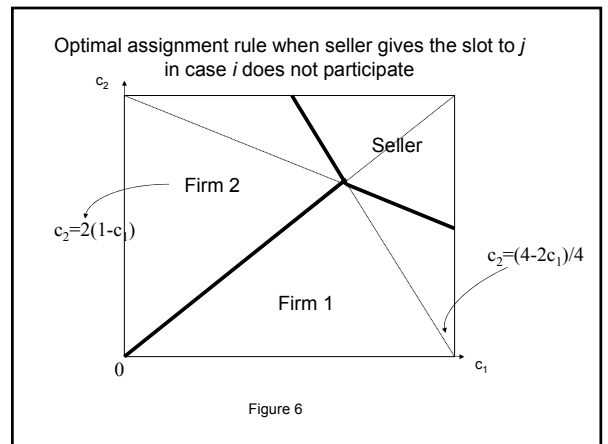 Optimal assignment rule when seller gives the slot to j
in case i does not participate
c2
Seller
Firm 2
c2=2(1-c1)
c2=(4-2c1)/4
Firm 1
0
c1
Figure 6